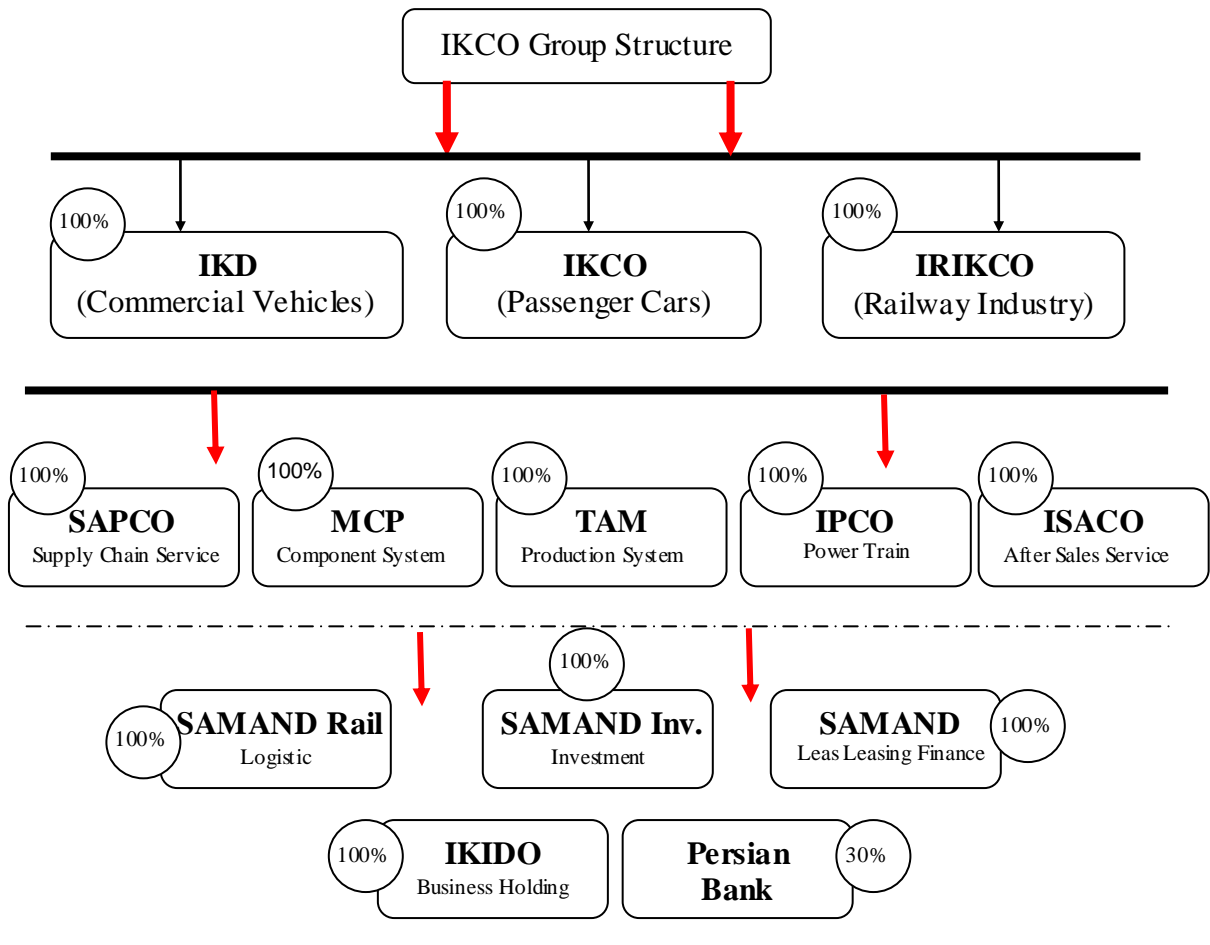 IKCO Group Structure
100%
100%
100%
IKD
(Commercial Vehicles)
IKCO
(Passenger Cars)
IRIKCO
(Railway Industry)
100%
100%
100%
100%
100%
SAPCO
Supply Chain Service
MCP
Component System
TAM
Production System
IPCO
Power Train
ISACO
After Sales Service
100%
100%
SAMAND Rail
Logistic
SAMAND Inv.
Investment
SAMAND
Leas Leasing Finance
100%
100%
IKIDO
Business Holding
Persian
Bank
30%